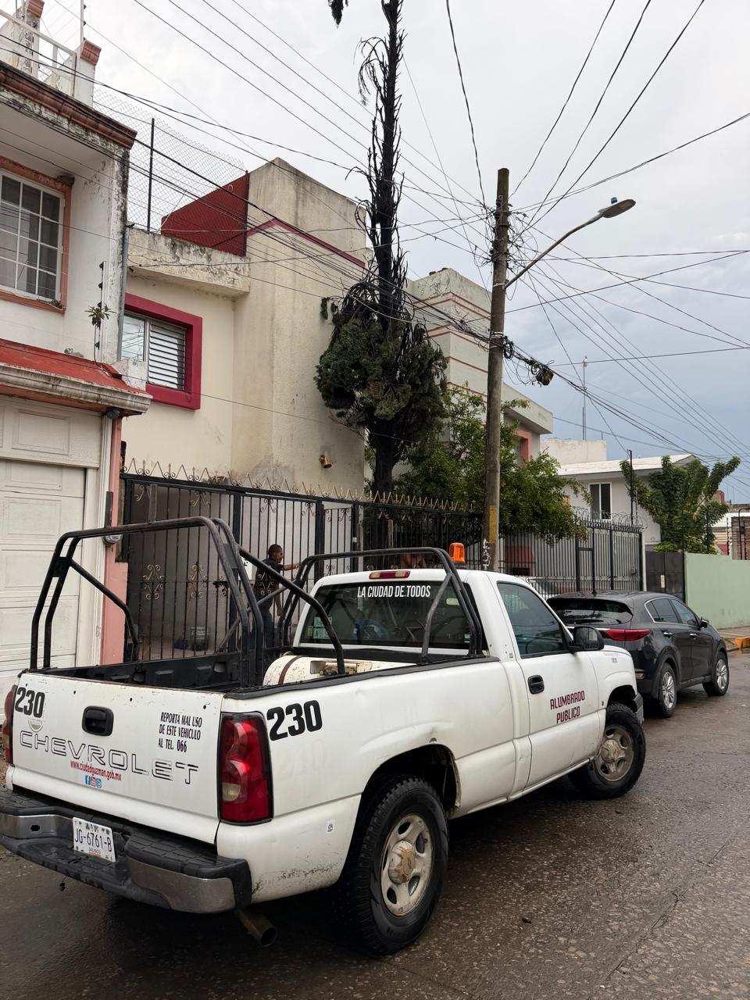 LA CIUDAD DE TODOS
230
CHEVROLET
www.ciudadguzman.gob.mx
REPORTA MAL USO
DE ESTE VEHICULO
AL TEL. 066
230
ALUMBRADO
PUBLICO
JG-6761-B
JALISCO